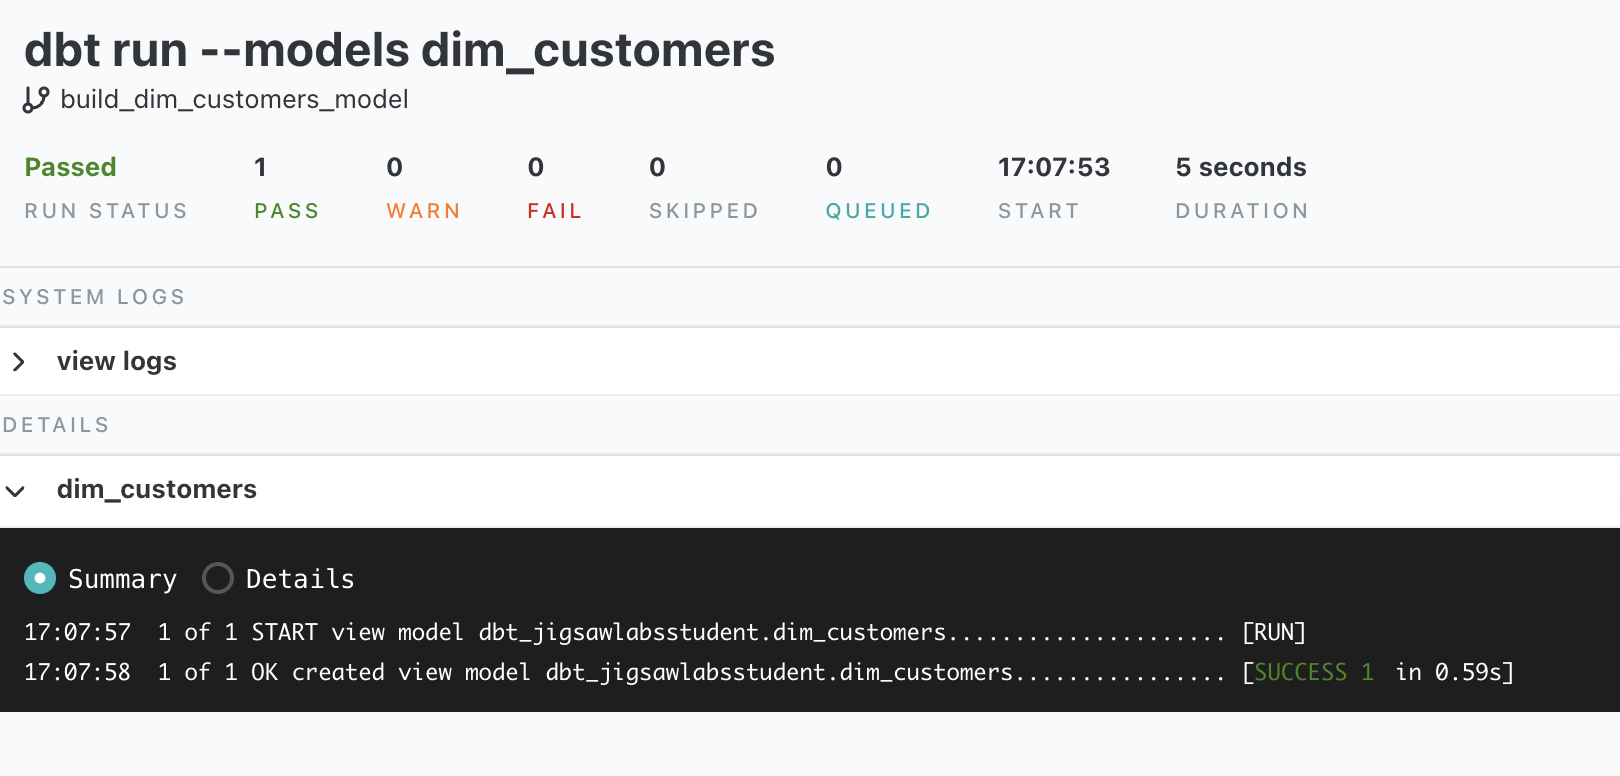 dbt run --models dim_customers
build_dim_customers_model
Passed 1 0 0 0 0 17:07:53 5 seconds
RUN STATUS PASS WARN FAIL SKIPPED QUEUED START DURATION
SYSTEM LOGS
view logs
DETAILS
dim_customers
Summary Details
17:07:57  1 of 1 START view model dbt_jigsawlabsstudent.dim_customers..................... [RUN]
17:07:58  1 of 1 OK created view model dbt_jigsawlabsstudent.dim_customers................ [SUCCESS 1 in 0.59s]